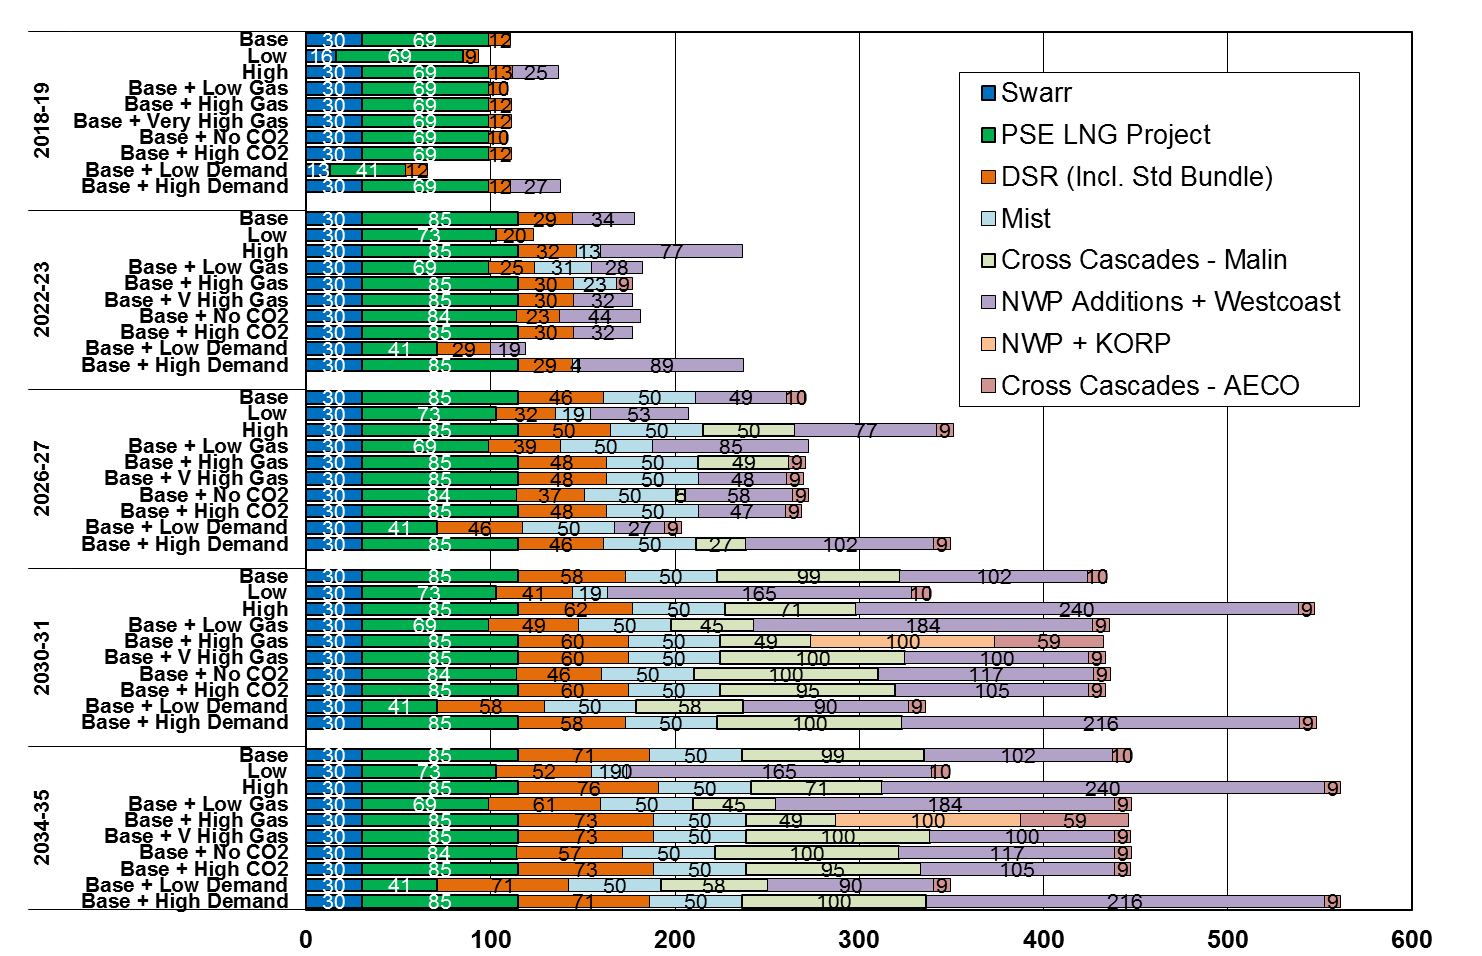 2018-19
Base 30 69 12
Low 16 69 9
High 30 69 13 25
Base + Low Gas 30 69 10
Base + High Gas 30 69 12
Base + Very High Gas 30 69 12
Base + No CO2 30 69 10
Base + High CO2 30 69 12
Base + Low Demand 13 41 12
Base + High Demand 30 69 12 27
2022-23
Base 30 85 29 34
Low 30 73 20
High 30 85 32 13 77
Base + Low Gas 30 69 25 31 28
Base + High Gas 30 85 30 23 9
Base + V High Gas 30 85 30 32
Base + No CO2 30 84 23 44
Base + High CO2 30 85 30 32
Base + Low Demand 30 41 29 19
Base + High Demand 30 85 29 4 89
2026-27
Base 30 85 46 50 49 10
Low 30 73 32 19 53
High 30 85 50 50 50 77 9
Base + Low Gas 30 69 39 50 85
Base + High Gas 30 85 48 50 49 9
Base + V High Gas 30 85 48 50 48 9
Base + No CO2 30 84 37 50 58 9
Base + High CO2 30 85 48 50 47 9
Base + Low Demand 30 41 46 50 27 9
Base + High Demand 30 85 46 50 27 102 9
2030-31
Base 30 85 58 50 99 102 10
Low 30 73 41 19 165 10
High 30 85 62 50 71 240 9
Base + Low Gas 30 69 49 50 45 184 9
Base + High Gas 30 85 60 50 49 100 59
Base + V High Gas 30 85 60 50 100 100 9
Base + No CO2 30 84 46 50 100 117 9
Base + High CO2 30 85 60 50 95 105 9
Base + Low Demand 30 41 58 50 58 90 9
Base + High Demand 30 85 58 50 100 216 9
2034-35
Base 30 85 71 50 99 102 10
Low 30 73 52 19 165 10
High 30 85 76 50 71 240 9
Base + Low Gas 30 69 61 50 45 184 9
Base + High Gas 30 85 73 50 49 100 59
Base + V High Gas 30 85 73 50 100 100 9
Base + No CO2 30 84 57 50 100 117 9
Base + High CO2 30 85 73 50 95 105 9
Base + Low Demand 30 41 71 50 58 90 9
Base + High Demand 30 85 71 50 100 216 9
0 100 200 300 400 500 600
Swarr
PSE LNG Project
DSR (Incl. Std Bundle)
Mist
Cross Cascades - Malin
NWP Additions + Westcoast
NWP + KORP
Cross Cascades - AECO